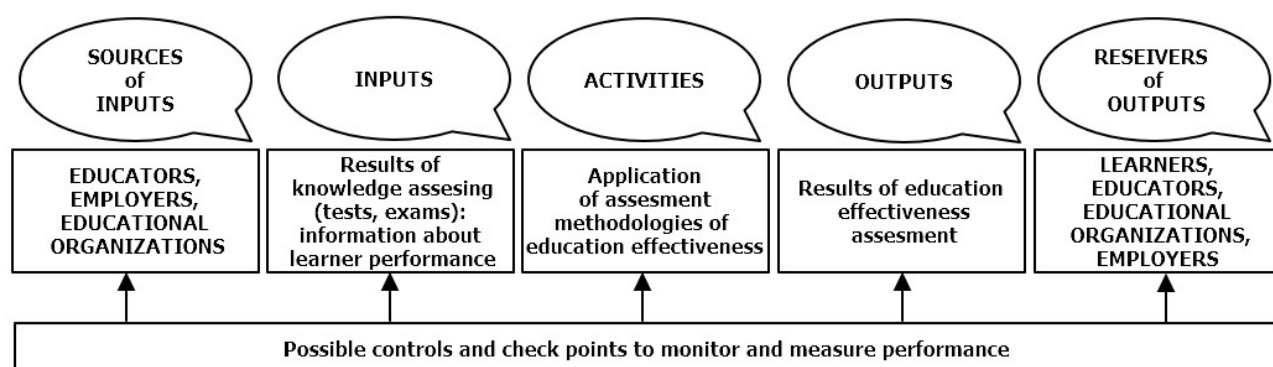 SOURCES
of
INPUTS
INPUTS
ACTIVITIES
OUTPUTS
RESEIVERS
of
OUTPUTS
EDUCATORS,
EMPLOYERS,
EDUCATIONAL
ORGANIZATIONS
Results of
knowledge assesing
(tests, exams):
information about
learner performance
Application
of assesment
methodologies of
education effectiveness
Results of education
effectiveness
assesment
LEARNERS,
EDUCATORS,
EDUCATIONAL
ORGANIZATIONS,
EMPLOYERS
Possible controls and check points to monitor and measure performance